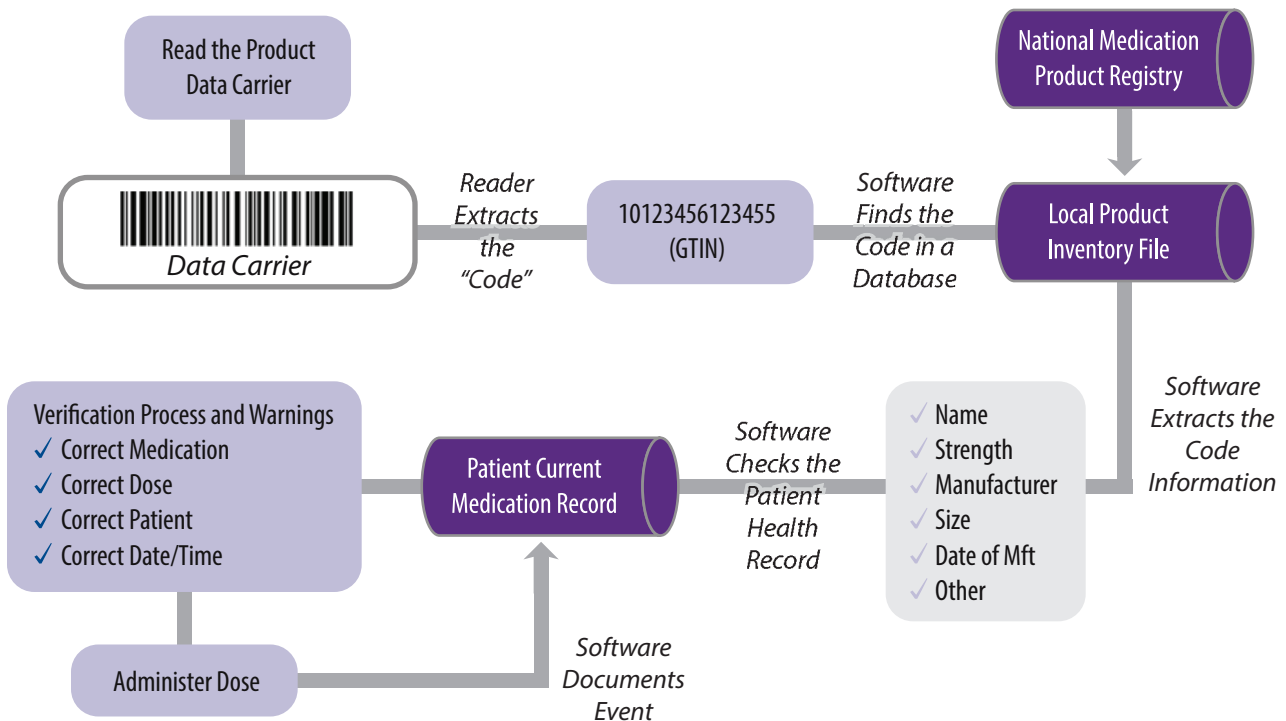 Read the Product
Data Carrier
Data Carrier
Reader
Extracts
the
“Code”
10123456123455
(GTIN)
Software
Finds the
Code in a
Database
National Medication
Product Registry
Local Product
Inventory File
Software
Extracts the
Code
Information
✓ Name
✓ Strength
✓ Manufacturer
✓ Size
✓ Date of Mft
✓ Other
Software
Checks the
Patient
Health
Record
Patient Current
Medication Record
Verification Process and Warnings
✓ Correct Medication
✓ Correct Dose
✓ Correct Patient
✓ Correct Date/Time
Administer Dose
Software
Documents
Event